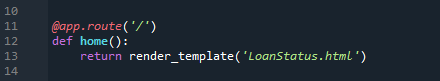 10
11 @app.route('/')
12 def home():
13     return render_template('LoanStatus.html')
14